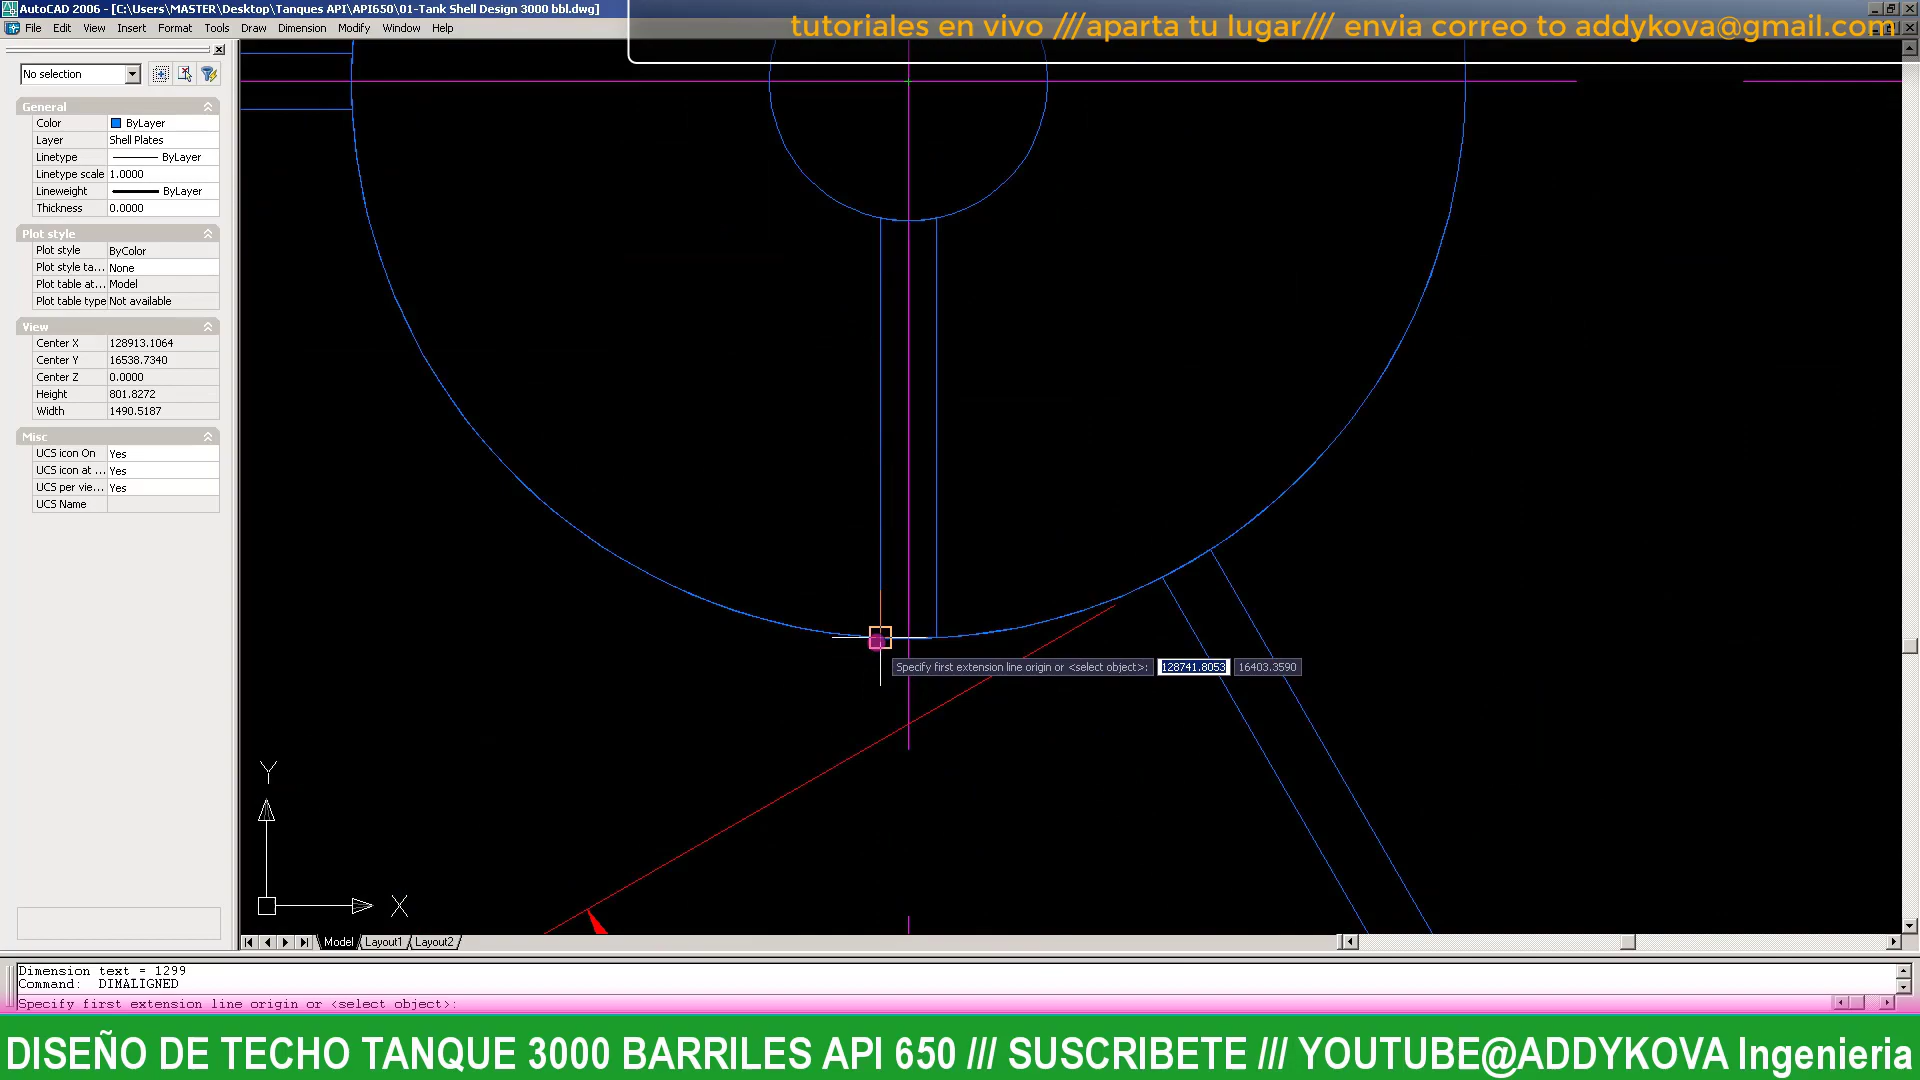 AutoCAD 2006 - [C:\Users\MASTER\Desktop\Tanques API\API650\01-Tank Shell Design 3000 bbl.dwg]
tutoriales en vivo ///aparta tu lugar/// envia correo to addykova@gmail.com
File Edit View Insert Format Tools Draw Dimension Modify Window Help
No selection
General
Color ByLayer
Layer Shell Plates
Linetype ByLayer
Linetype scale 1.0000
Lineweight ByLayer
Thickness 0.0000
Plot style
Plot style ByColor
Plot style ta... None
Plot table at... Model
Plot table type Not available
View
Center X 128913.1064
Center Y 16538.7340
Center Z 0.0000
Height 801.8272
Width 1490.5187
Misc
UCS icon On Yes
UCS icon at ... Yes
UCS per vie... Yes
UCS Name
Specify first extension line origin or <select object>: 128741.8053 16403.3590
Y
X
Model Layout1 Layout2
Dimension text = 1299
Command: DIMALIGNED
Specify first extension line origin or <select object>:
DISEÑO DE TECHO TANQUE 3000 BARRILES API 650 /// SUSCRIBETE /// YOUTUBE@ADDYKOVA Ingenieria